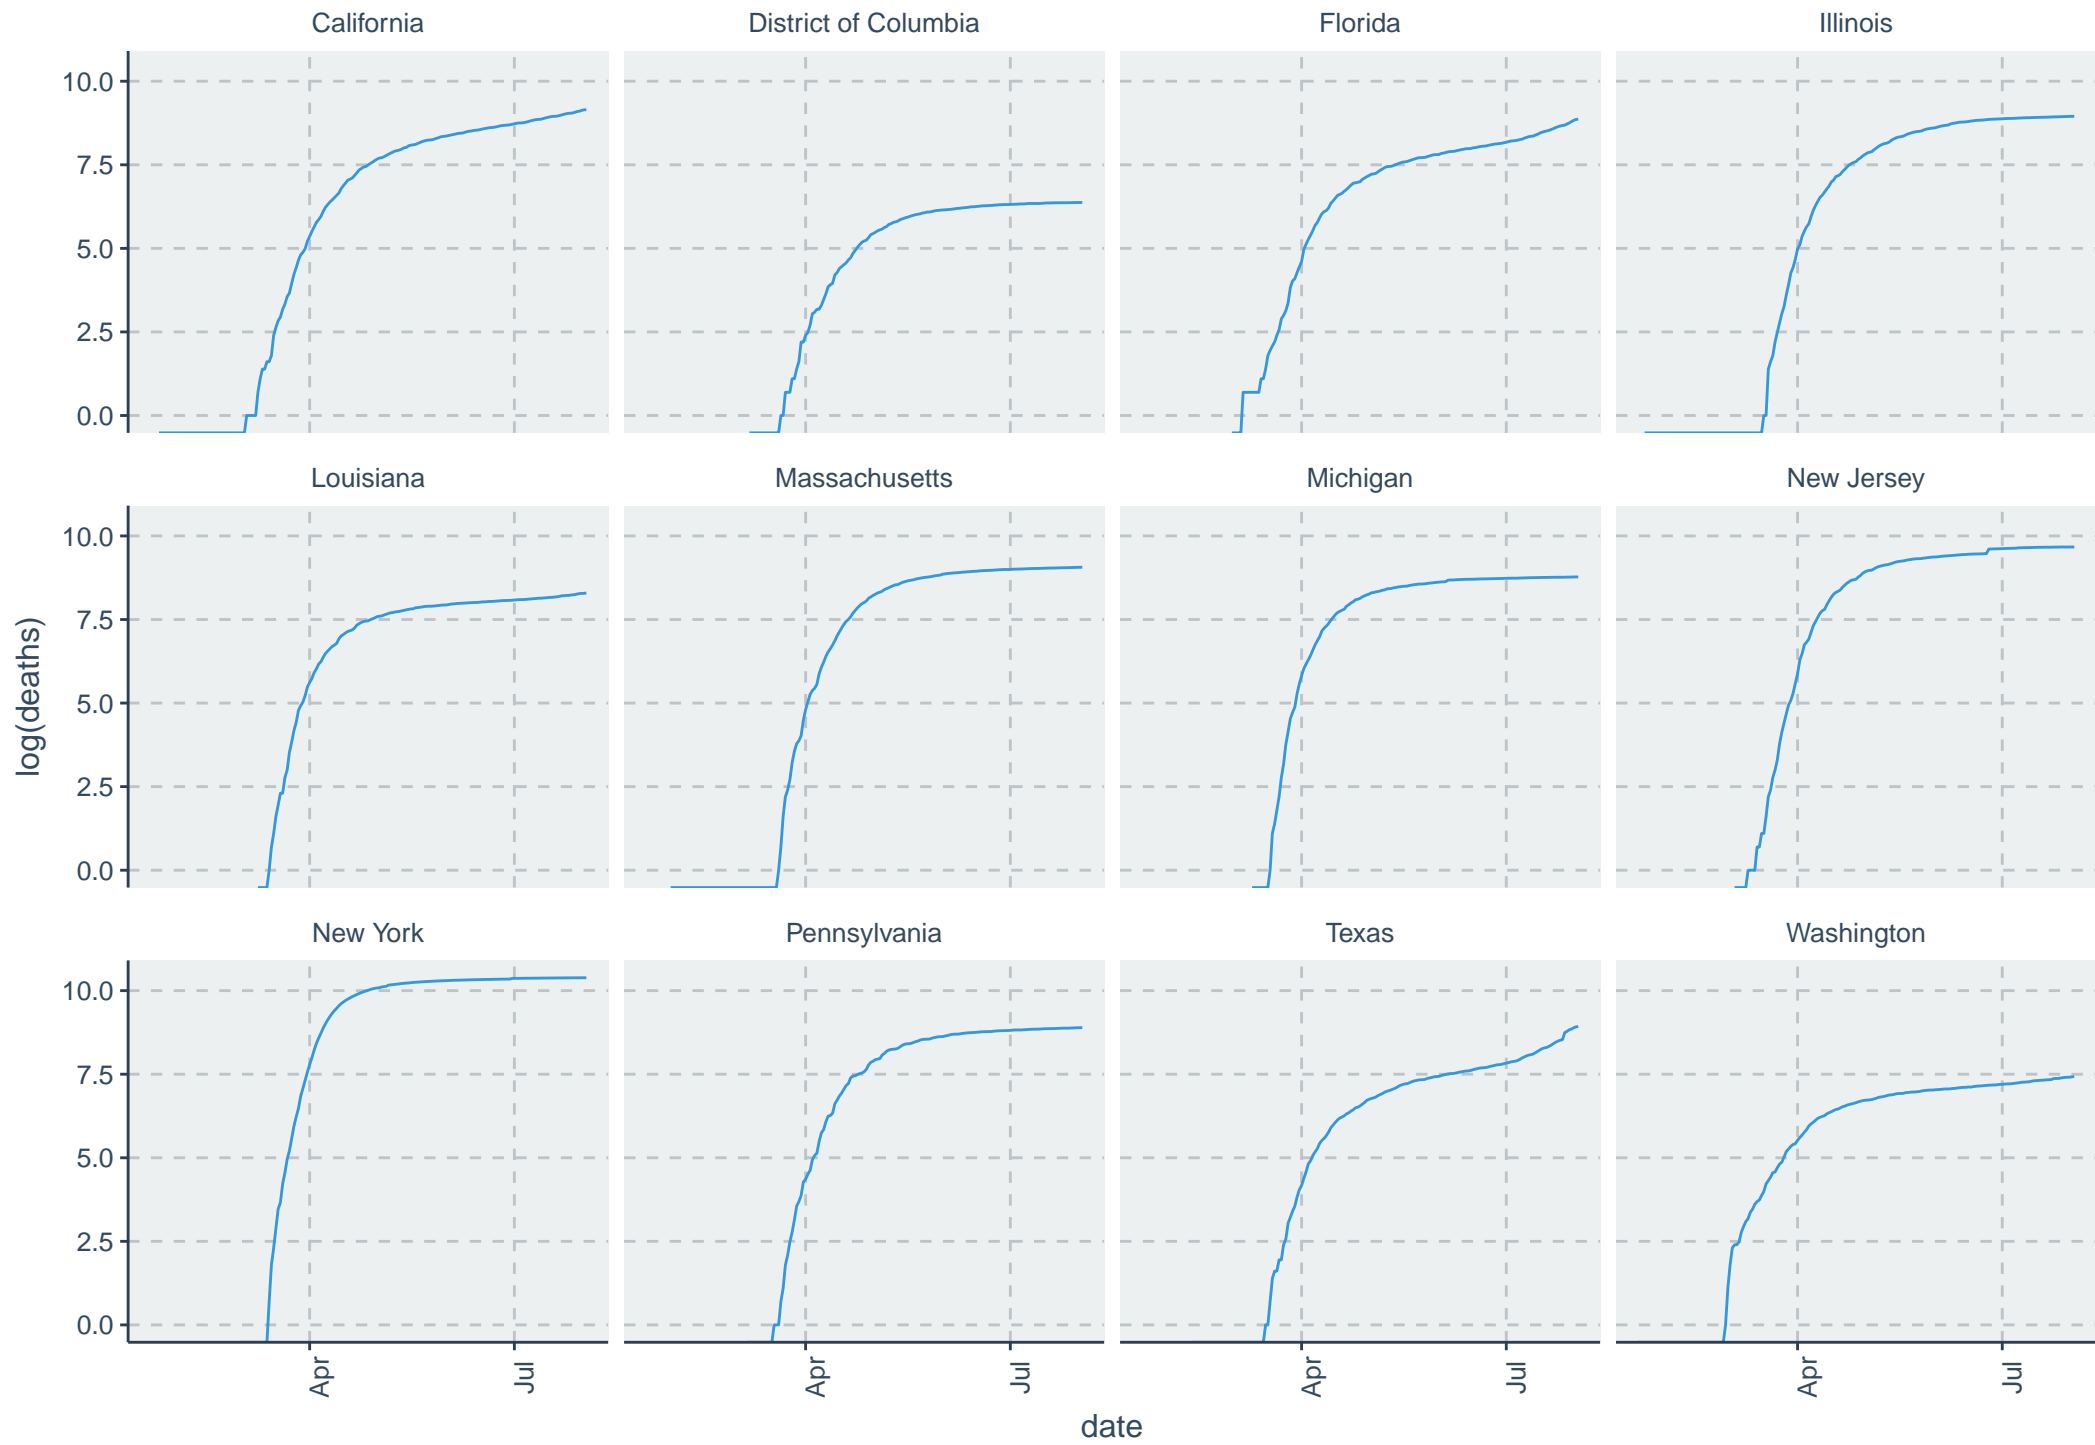 California
District of Columbia
Florida
Illinois
10.0
7.5
5.0
2.5
0.0
Louisiana
Massachusetts
Michigan
New Jersey
10.0
7.5
5.0
2.5
0.0
log(deaths)
New York
Pennsylvania
Texas
Washington
10.0
7.5
5.0
2.5
0.0
Apr
Jul
Apr
Jul
Apr
Jul
Apr
Jul
date